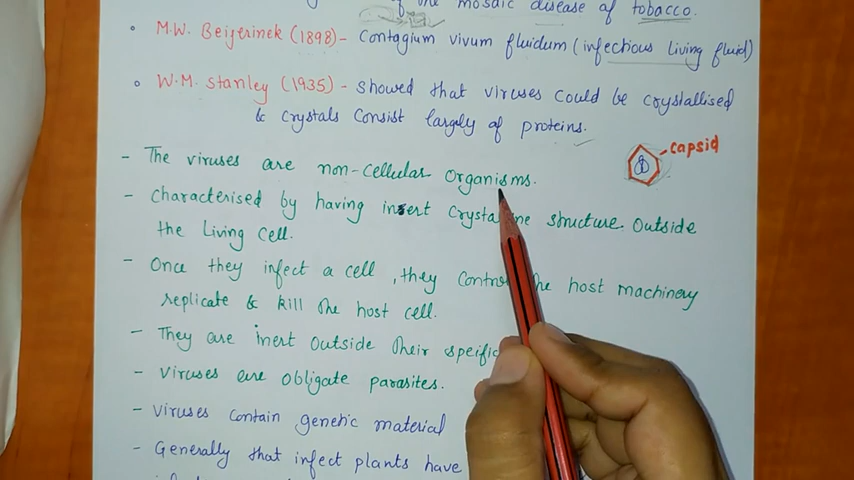 of the mosaic disease of tobacco.
• M.W. Beijerinek (1898)- Contagium vivum fluidum (infectious living fluid)
• W.M. Stanley (1935) - showed that viruses could be crystallised
& crystals consist largely of proteins.
capsid
- The viruses are non-cellular organisms.
- Characterised by having inert crysta ne structure outside
the living cell.
- Once they infect a cell, they contr he host machinery
replicate & kill the host cell.
- They are inert outside their specific
- Viruses are obligate parasites.
- Viruses contain genetic material
- Generally that infect plants have